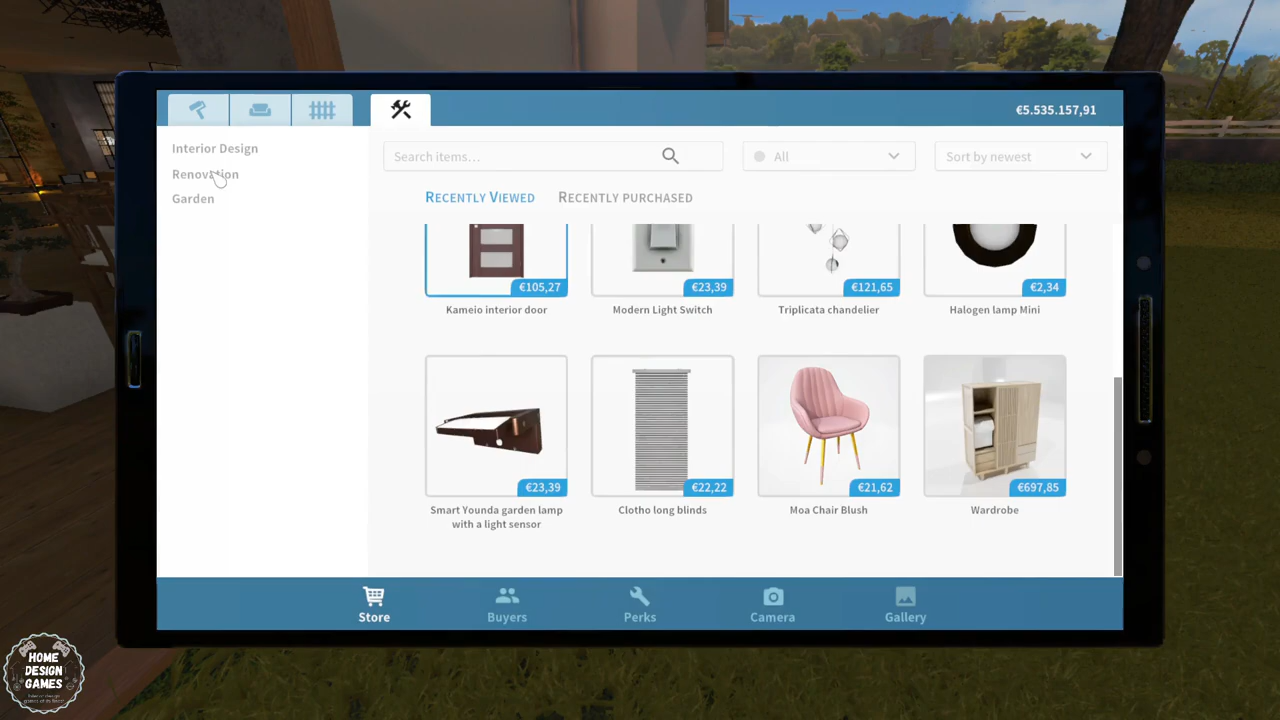 €5.535.157,91
Interior Design
Renovation
Garden
Search items...
All
Sort by newest
Recently Viewed
Recently purchased
€105,27
€23,39
€121,65
€2,34
Kameio interior door
Modern Light Switch
Triplicata chandelier
Halogen lamp Mini
€23,39
€22,22
€21,62
€697,85
Smart Younda garden lamp
with a light sensor
Clotho long blinds
Moa Chair Blush
Wardrobe
Store
Buyers
Perks
Camera
Gallery
HOME
DESIGN
GAMES